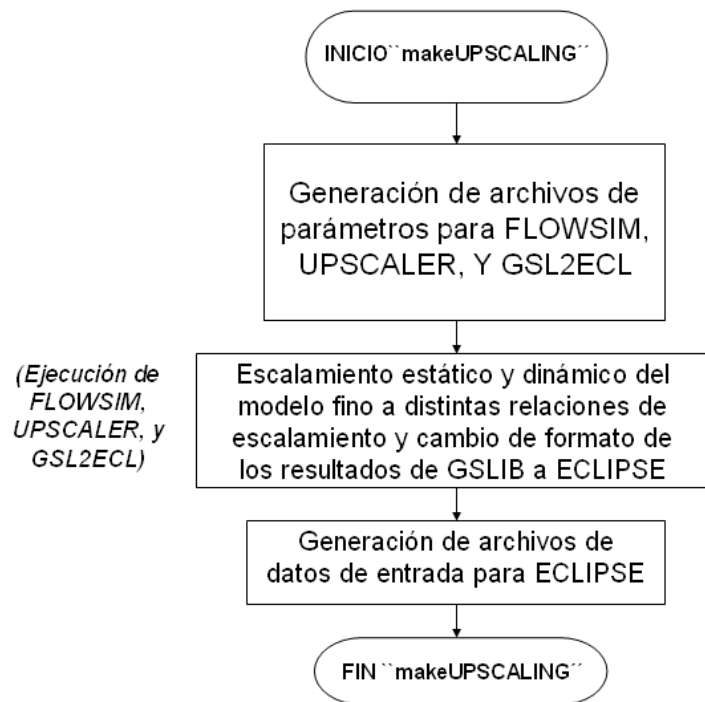 INICIO``makeUPSCALING´´
Generación de archivos de
parámetros para FLOWSIM,
UPSCALER, Y GSL2ECL
(Ejecución de
FLOWSIM,
UPSCALER, y
GSL2ECL)
Escalamiento estático y dinámico del
modelo fino a distintas relaciones de
escalamiento y cambio de formato de
los resultados de GSLIB a ECLIPSE
Generación de archivos de
datos de entrada para ECLIPSE
FIN ``makeUPSCALING´´